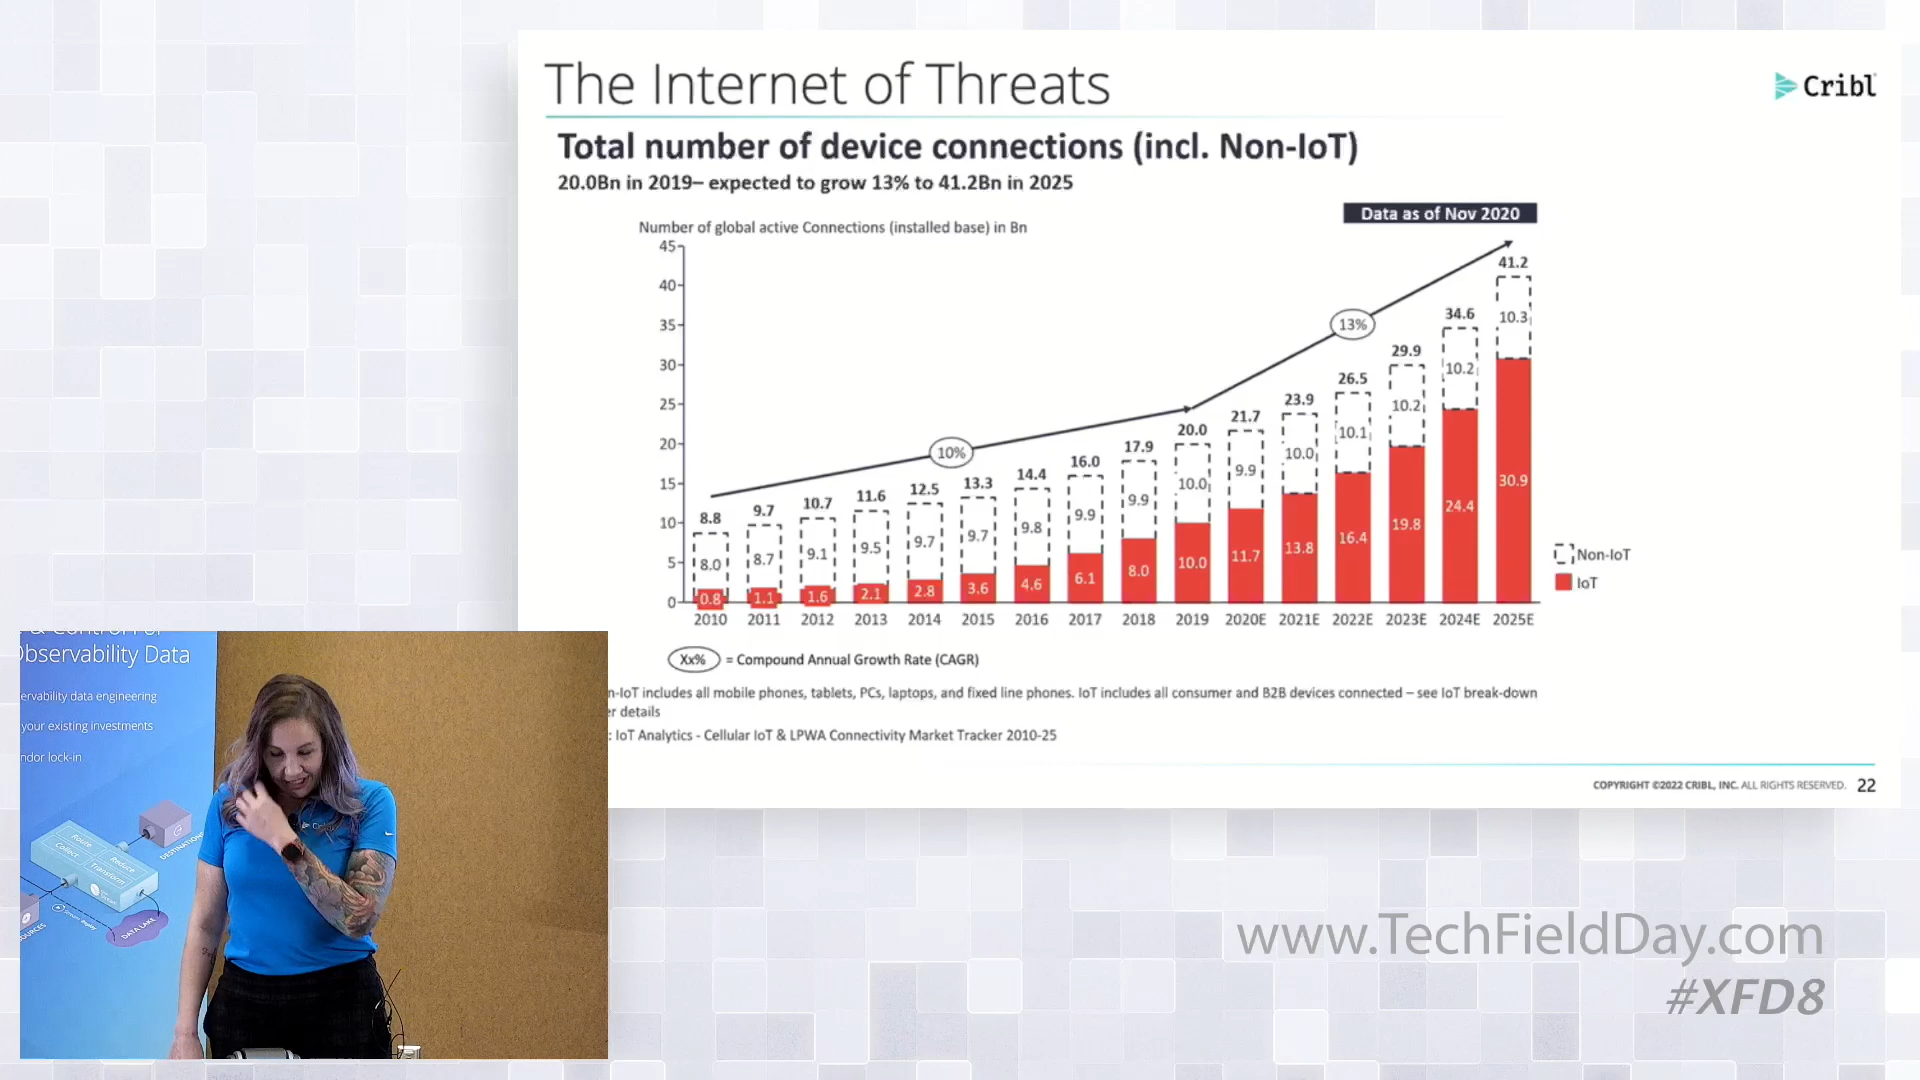 The Internet of Threats
Cribl
Total number of device connections (incl. Non-IoT)
20.0Bn in 2019– expected to grow 13% to 41.2Bn in 2025
Data as of Nov 2020
Number of global active Connections (installed base) in Bn
45
40
35
30
25
20
15
10
5
0
10%
13%
8.8 9.7 10.7 11.6 12.5 13.3 14.4 16.0 17.9 20.0 21.7 23.9 26.5 29.9 34.6 41.2
8.0 8.7 9.1 9.5 9.7 9.7 9.8 9.9 9.9 10.0 9.9 10.0 10.1 10.2 10.2 10.3
0.8 1.1 1.6 2.1 2.8 3.6 4.6 6.1 8.0 10.0 11.7 13.8 16.4 19.8 24.4 30.9
2010 2011 2012 2013 2014 2015 2016 2017 2018 2019 2020E 2021E 2022E 2023E 2024E 2025E
Non-IoT
IoT
Xx% = Compound Annual Growth Rate (CAGR)
n-IoT includes all mobile phones, tablets, PCs, laptops, and fixed line phones. IoT includes all consumer and B2B devices connected – see IoT break-down
er details
: IoT Analytics - Cellular IoT & LPWA Connectivity Market Tracker 2010-25
COPYRIGHT ©2022 CRIBL, INC. ALL RIGHTS RESERVED. 22
& Control For
Observability Data
ervability data engineering
your existing investments
ndor lock-in
Route
Collect
Reduce
Transform
DESTINATIONS
DATA LAKE
www.TechFieldDay.com
#XFD8